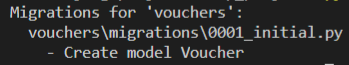 Migrations for 'vouchers':
  vouchers\migrations\0001_initial.py
    - Create model Voucher